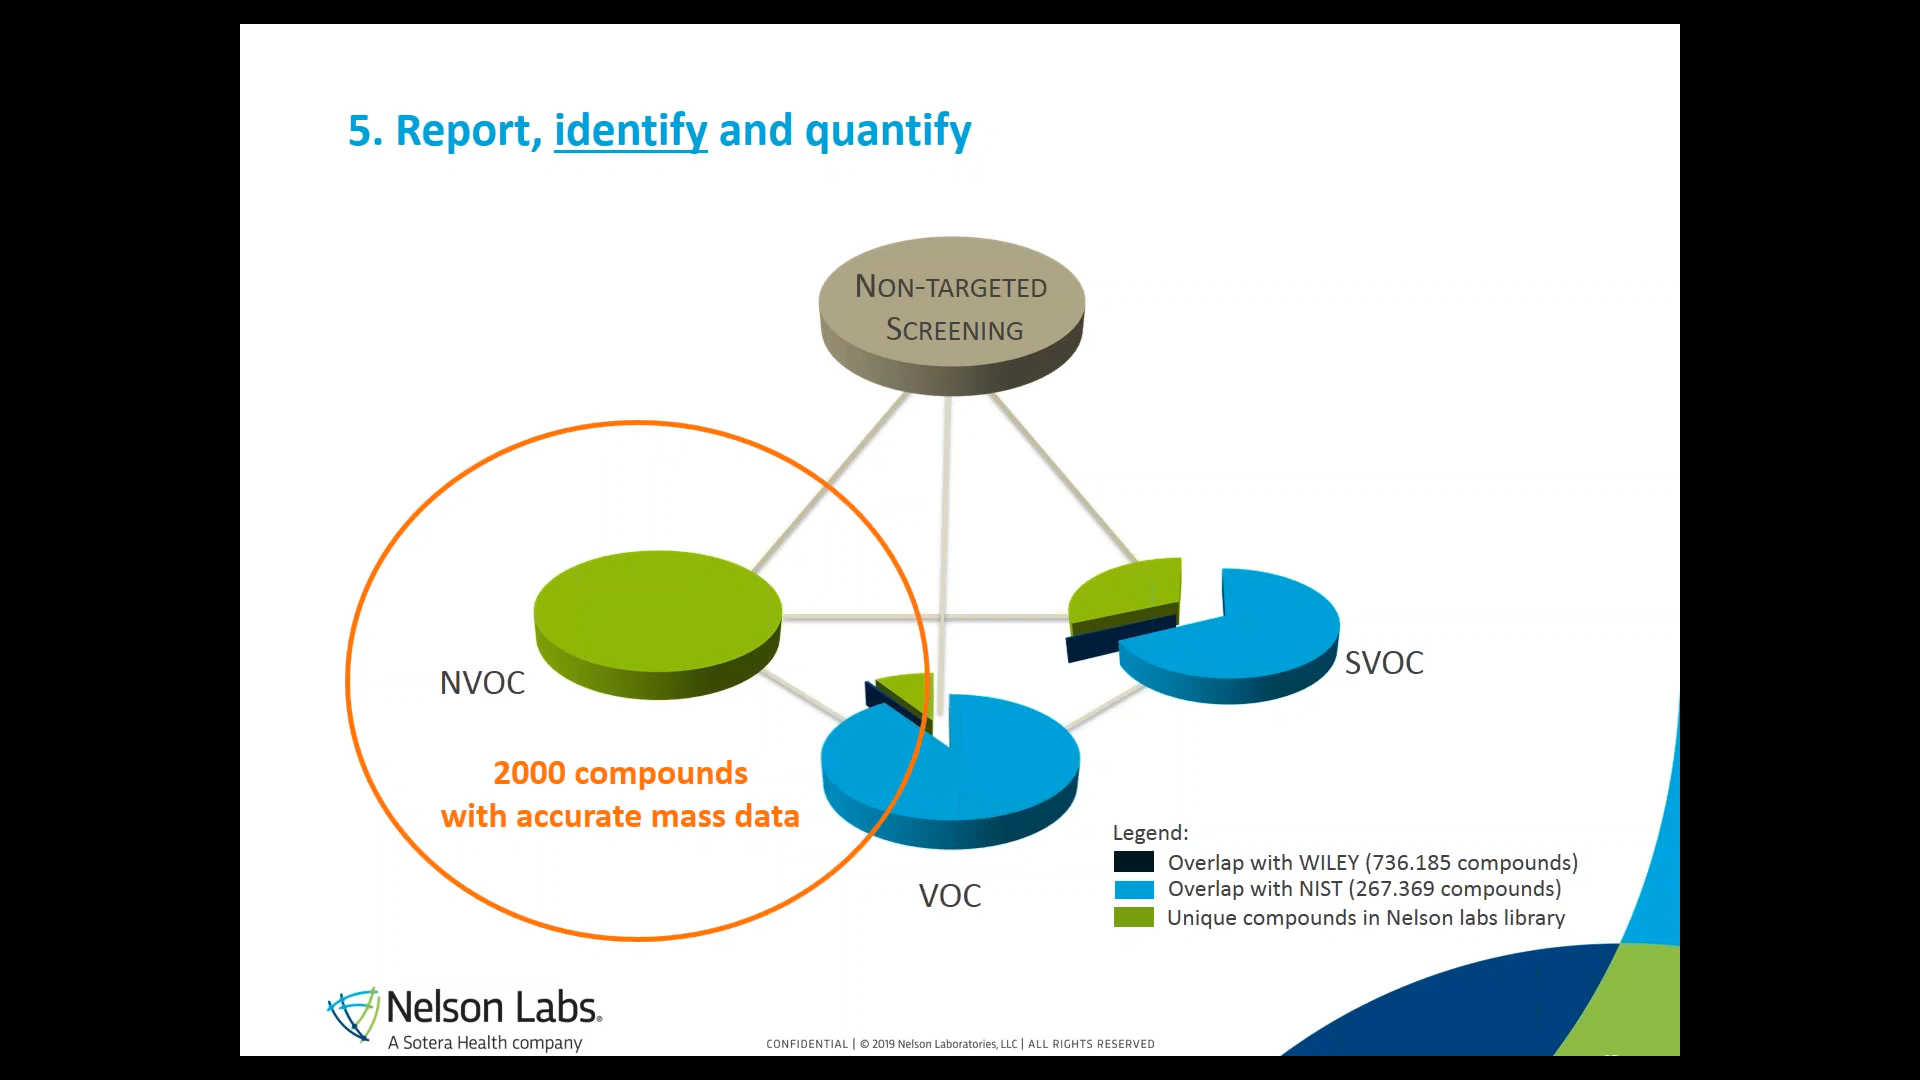 5. Report, identify and quantify
NON-TARGETED
SCREENING
NVOC
SVOC
2000 compounds
with accurate mass data
VOC
Legend:
Overlap with WILEY (736.185 compounds)
Overlap with NIST (267.369 compounds)
Unique compounds in Nelson labs library
Nelson Labs®
A Sotera Health company
CONFIDENTIAL | © 2019 Nelson Laboratories, LLC | ALL RIGHTS RESERVED